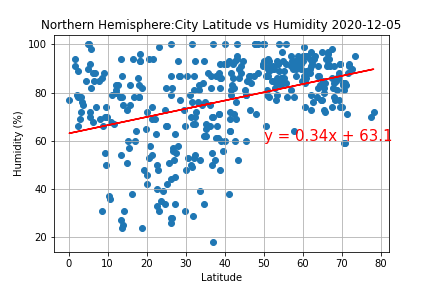 Northern Hemisphere:City Latitude vs Humidity 2020-12-05
Humidity (%)
100
80
60
40
20
y = 0.34x + 63.1
0 10 20 30 40 50 60 70 80
Latitude